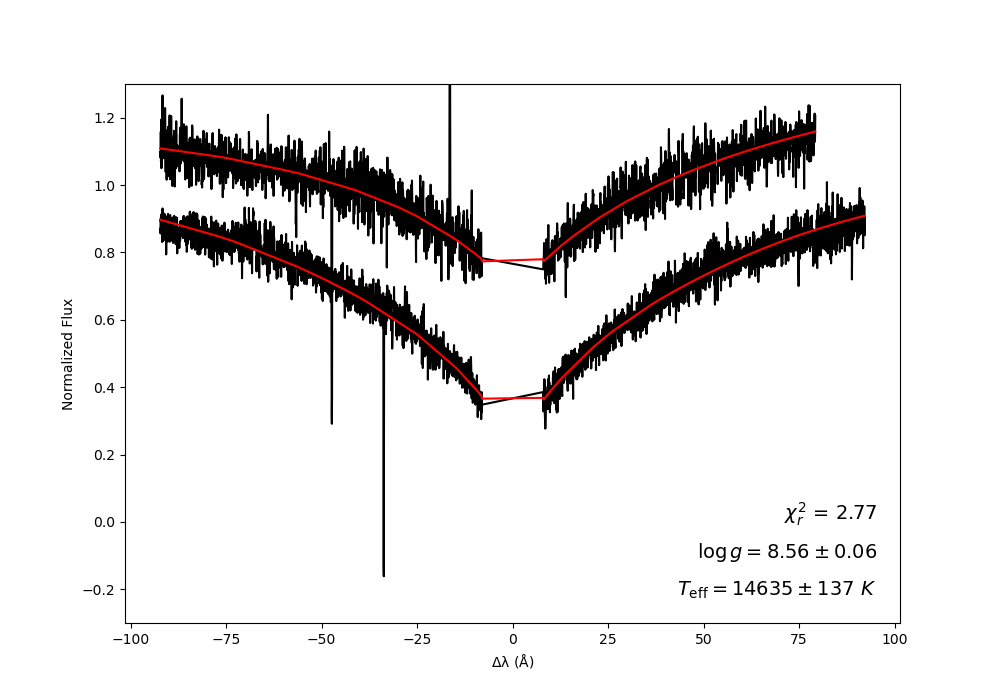 1.2
1.0
0.8
0.6
0.4
0.2
0.0
−0.2
Normalized Flux
χ²ᵣ = 2.77
log g = 8.56 ± 0.06
T_eff = 14635 ± 137 K
−100 −75 −50 −25 0 25 50 75 100
Δλ (Å)